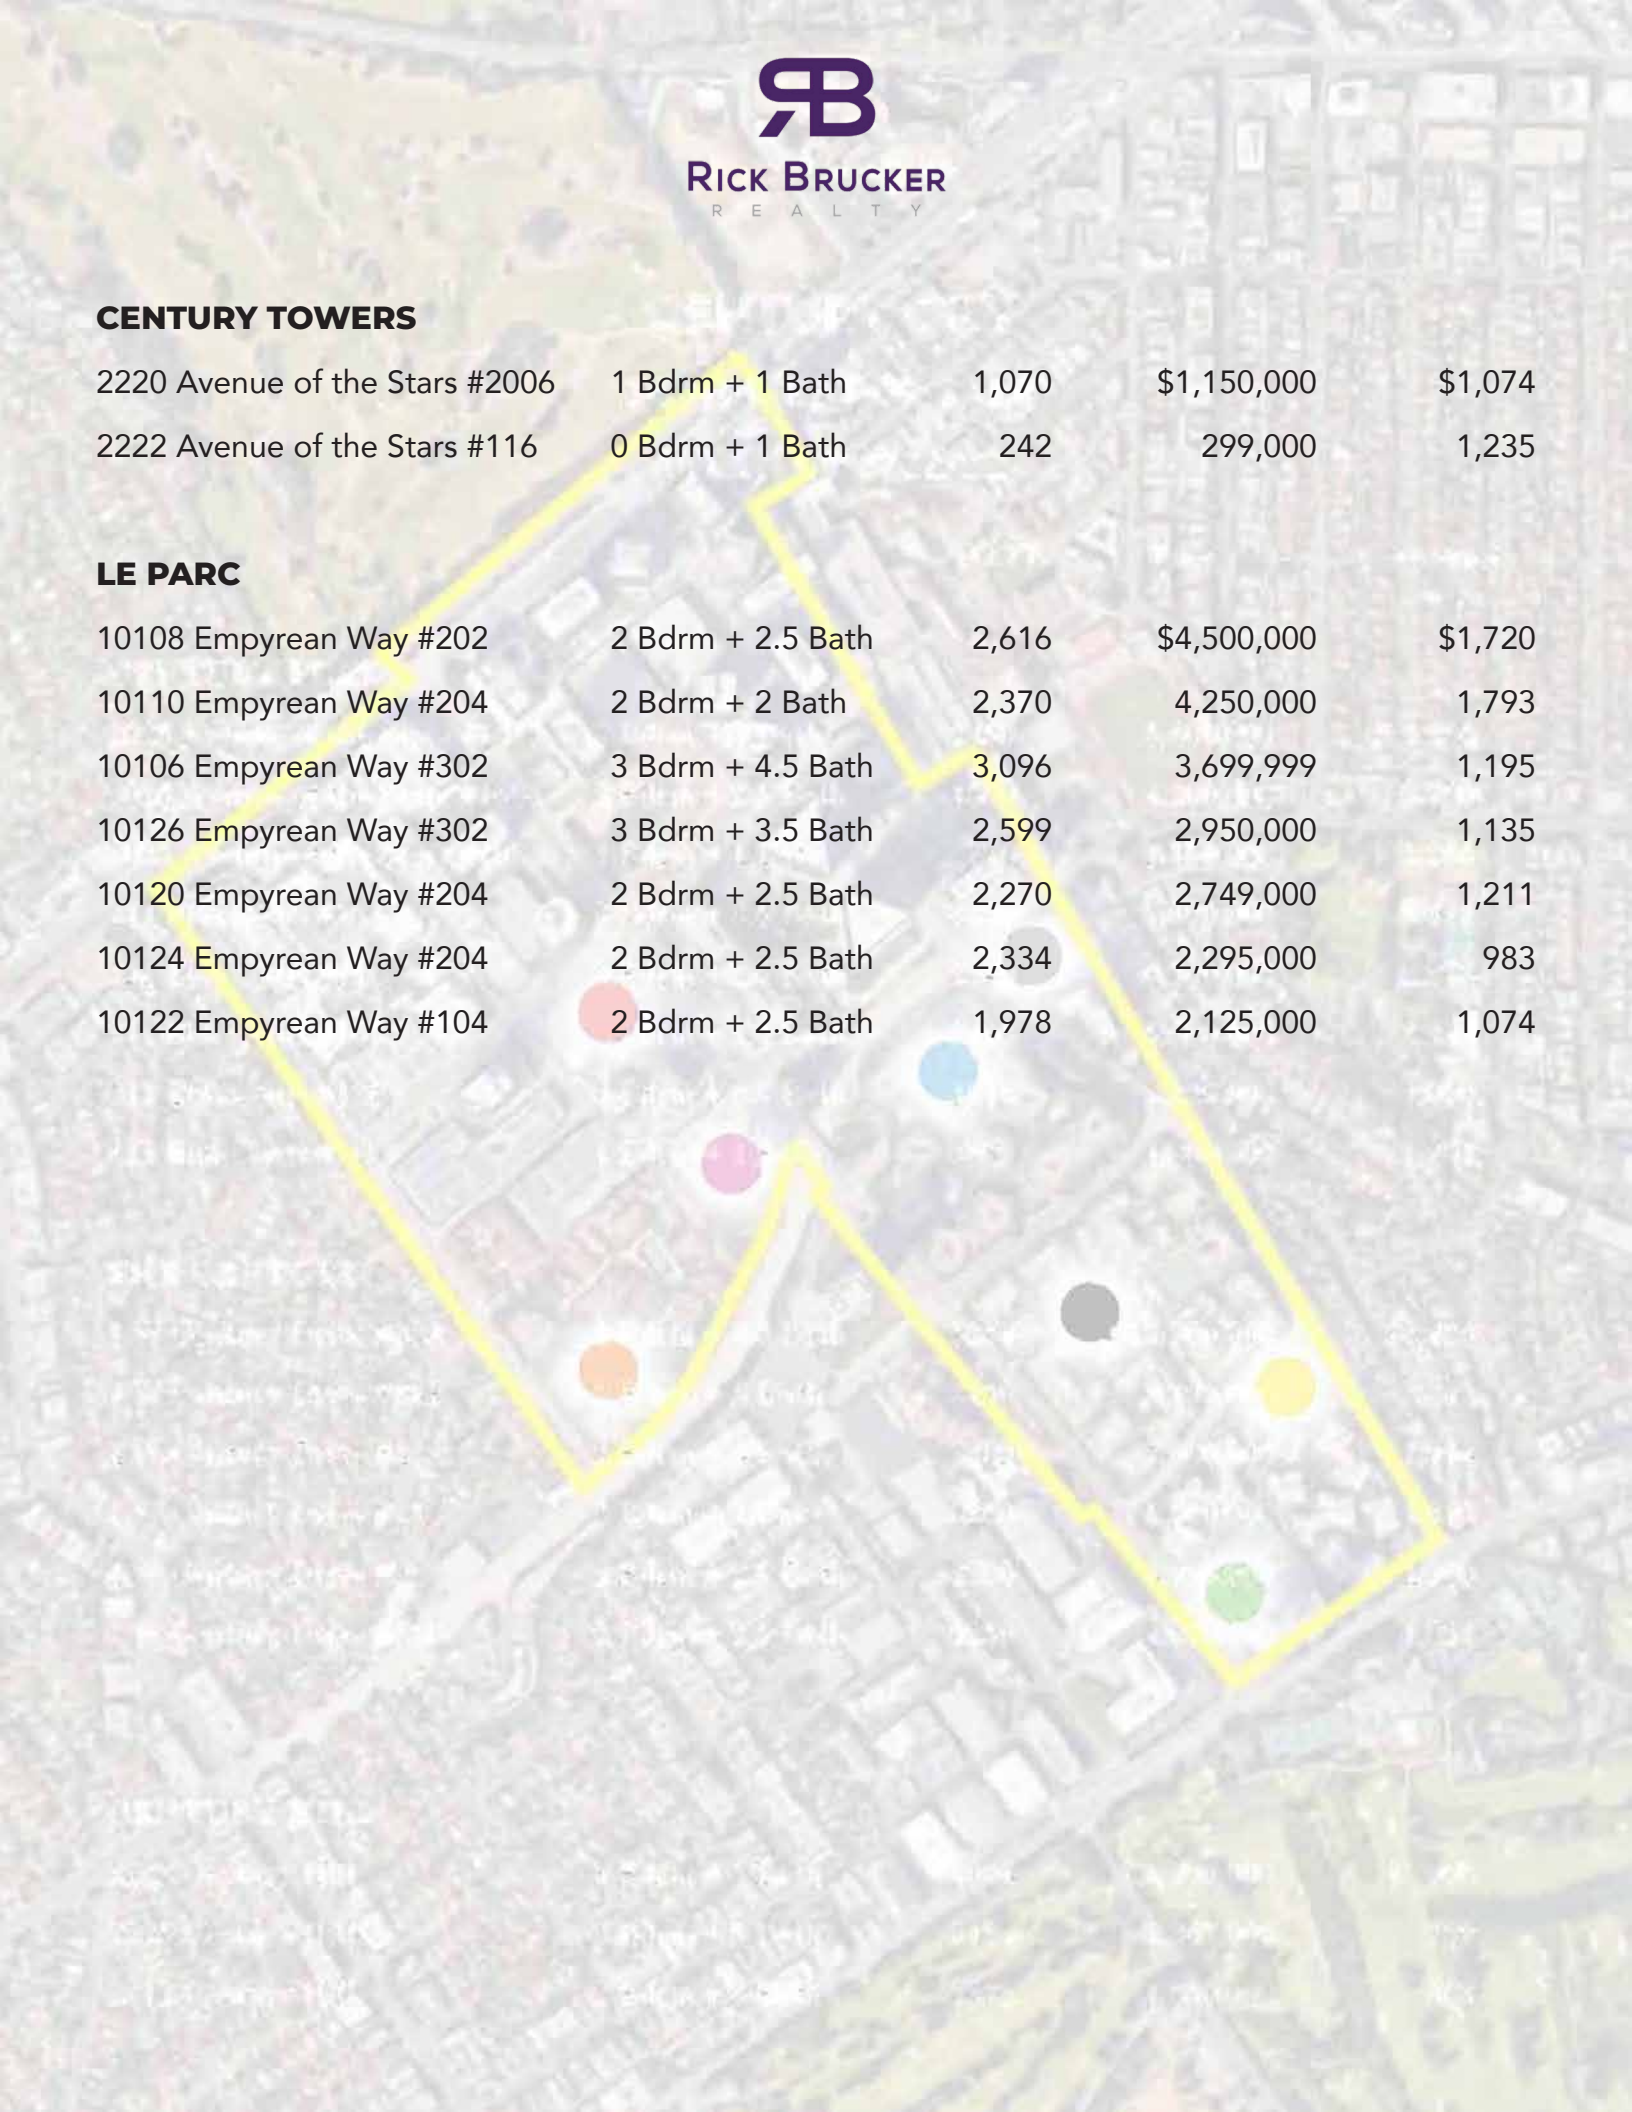 RB
RICK BRUCKER
REALTY
CENTURY TOWERS
2220 Avenue of the Stars #2006 1 Bdrm + 1 Bath 1,070 $1,150,000 $1,074
2222 Avenue of the Stars #116 0 Bdrm + 1 Bath 242 299,000 1,235
LE PARC
10108 Empyrean Way #202 2 Bdrm + 2.5 Bath 2,616 $4,500,000 $1,720
10110 Empyrean Way #204 2 Bdrm + 2 Bath 2,370 4,250,000 1,793
10106 Empyrean Way #302 3 Bdrm + 4.5 Bath 3,096 3,699,999 1,195
10126 Empyrean Way #302 3 Bdrm + 3.5 Bath 2,599 2,950,000 1,135
10120 Empyrean Way #204 2 Bdrm + 2.5 Bath 2,270 2,749,000 1,211
10124 Empyrean Way #204 2 Bdrm + 2.5 Bath 2,334 2,295,000 983
10122 Empyrean Way #104 2 Bdrm + 2.5 Bath 1,978 2,125,000 1,074